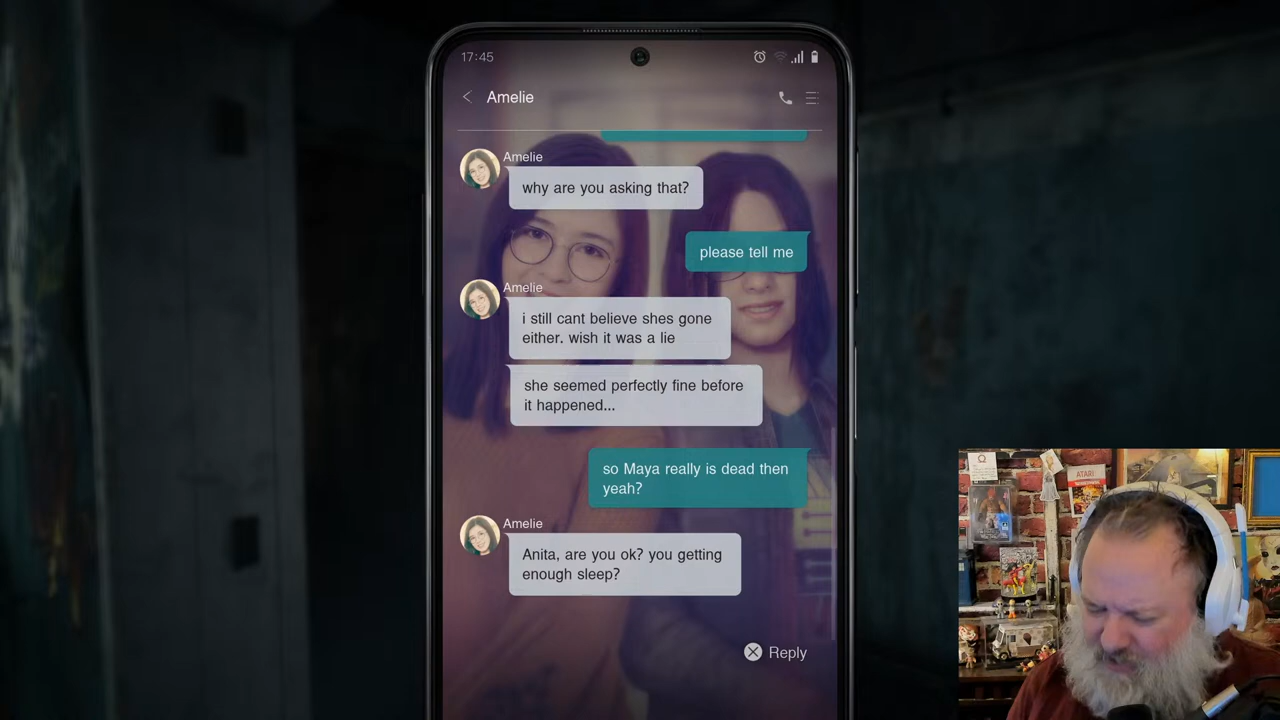 17:45
Amelie
Amelie
why are you asking that?
please tell me
Amelie
i still cant believe shes gone
either. wish it was a lie
she seemed perfectly fine before
it happened...
so Maya really is dead then
yeah?
Amelie
Anita, are you ok? you getting
enough sleep?
Reply
ATARI